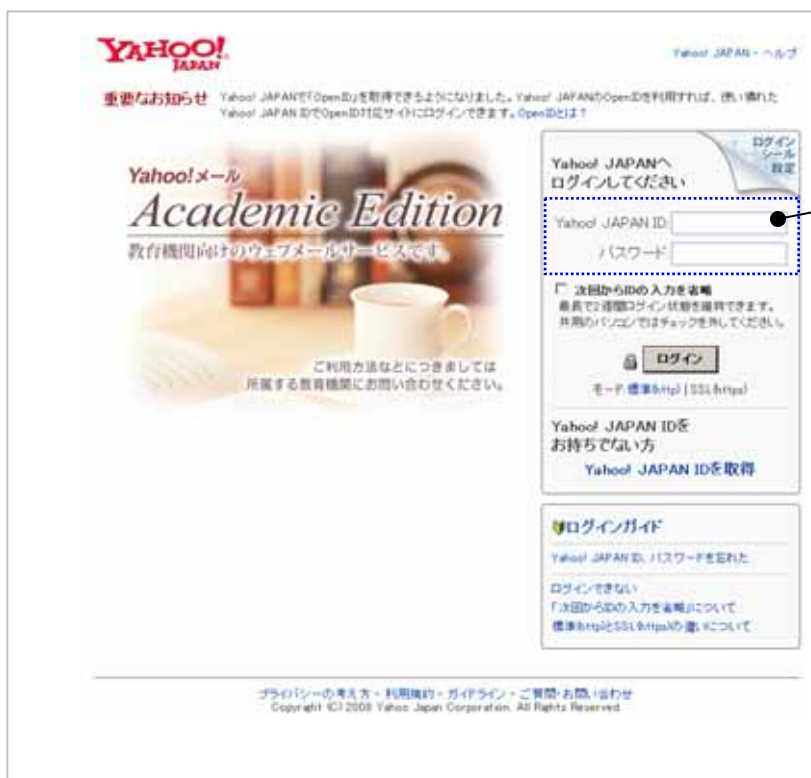 YAHOO!
JAPAN
Yahoo! JAPAN - ヘルプ
重要なお知らせ Yahoo! JAPANで「OpenID」を取得できるようになりました。Yahoo! JAPANのOpenIDを利用すれば、使い慣れた
Yahoo! JAPAN IDでOpenID対応サイトにログインできます。OpenIDとは？
Yahoo!メール
Academic Edition
教育機関向けのウェブメールサービスです。
ご利用方法などにつきましては
所属する教育機関にお問い合わせください。
ログイン
シール
設定
Yahoo! JAPANへ
ログインしてください
Yahoo! JAPAN ID:
パスワード:
次回からIDの入力を省略
最長で2週間ログイン状態を維持できます。
共用のパソコンではチェックを外してください。
ログイン
モード:標準(http) | SSL(https)
Yahoo! JAPAN IDを
お持ちでない方
Yahoo! JAPAN IDを取得
ログインガイド
Yahoo! JAPAN ID、パスワードを忘れた
ログインできない
「次回からIDの入力を省略」について
標準(http)とSSL(https)の違いについて
プライバシーの考え方 - 利用規約 - ガイドライン - ご質問・お問い合わせ
Copyright (C) 2008 Yahoo Japan Corporation. All Rights Reserved.